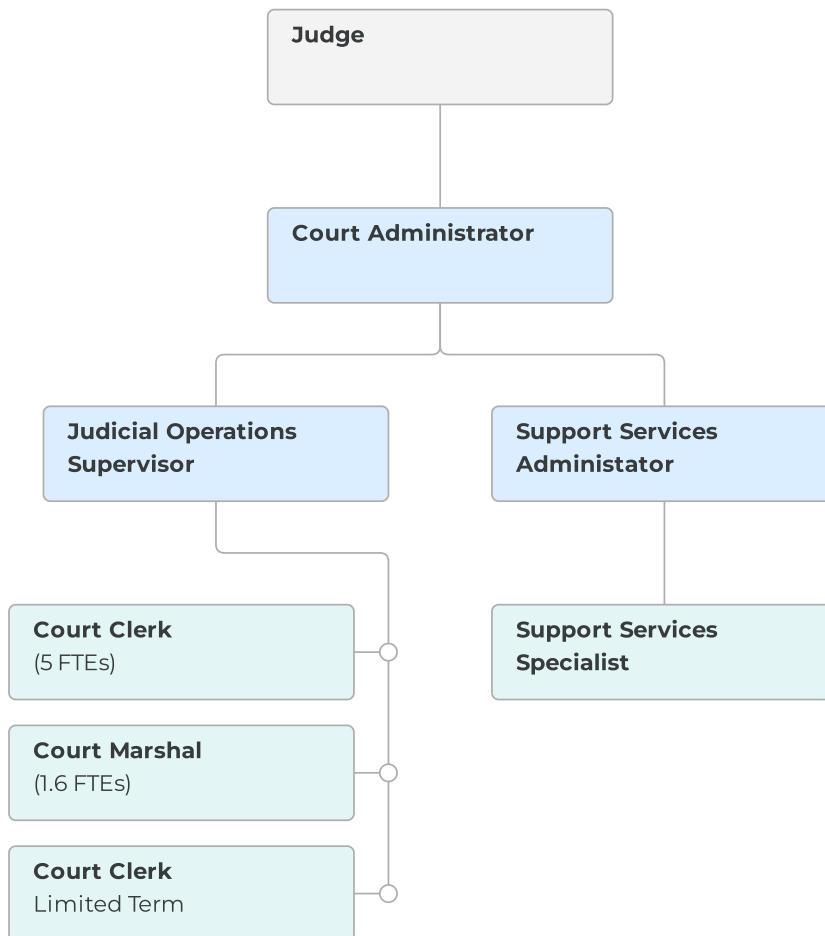 Judge
Court Administrator
Judicial Operations
Supervisor
Support Services
Administator
Court Clerk
(5 FTEs)
Support Services
Specialist
Court Marshal
(1.6 FTEs)
Court Clerk
Limited Term